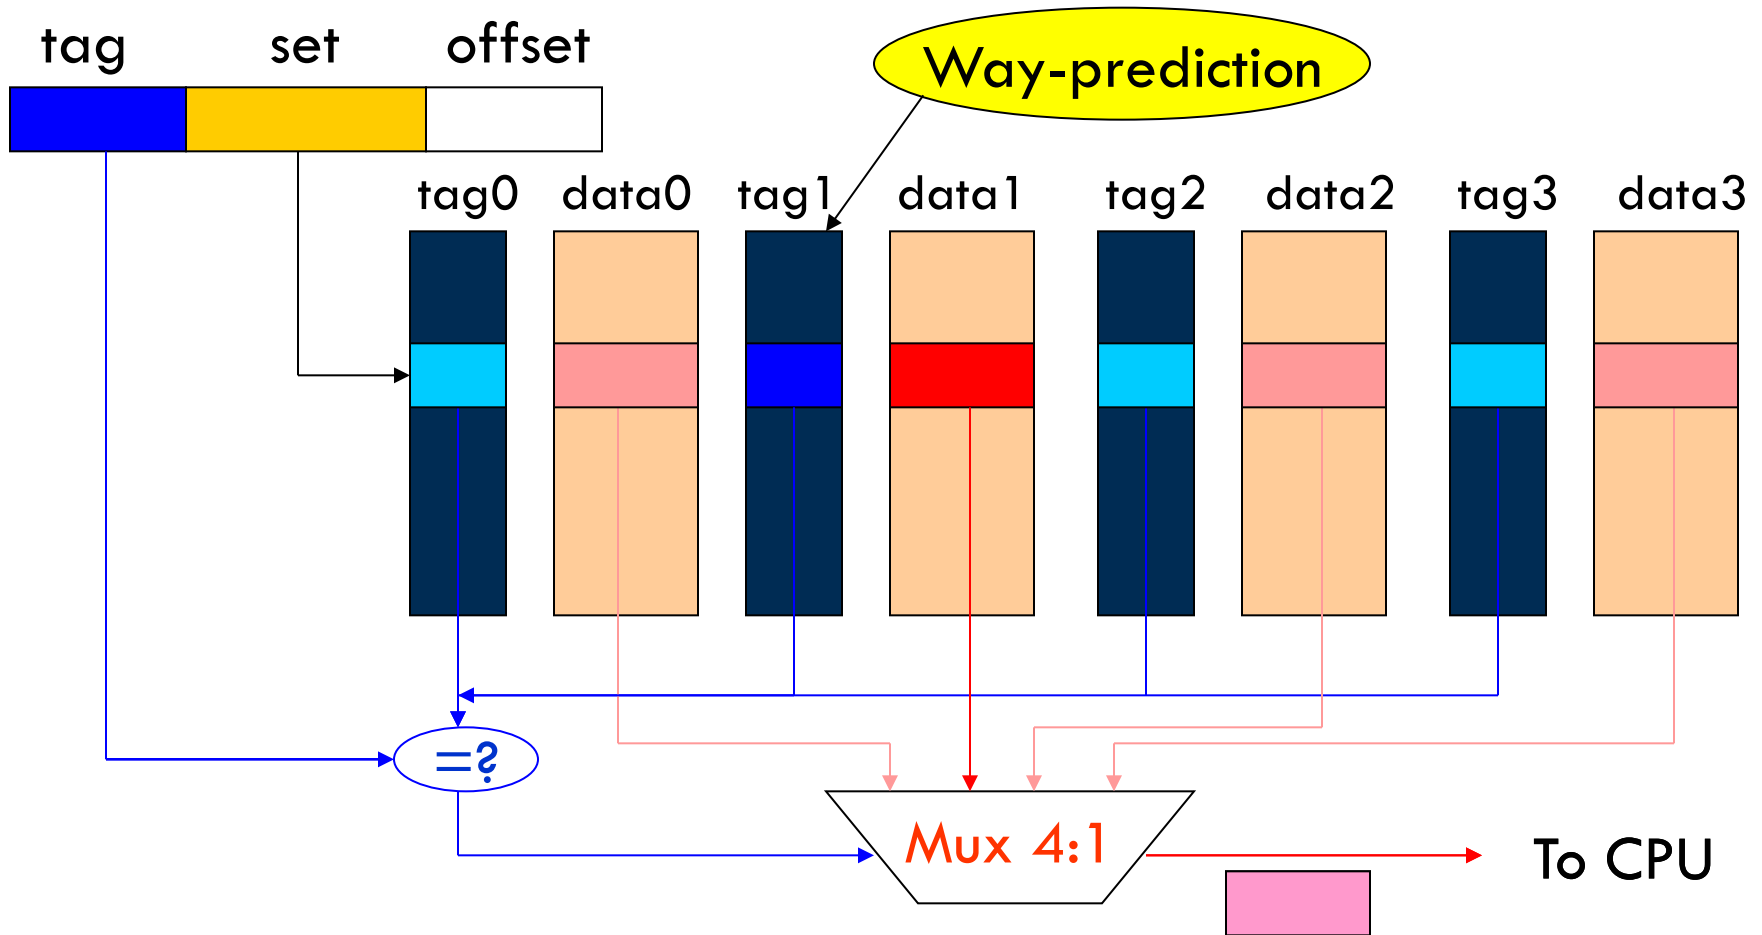 tag set offset
Way-prediction
tag0 data0 tag1 data1 tag2 data2 tag3 data3
=?
Mux 4:1
To CPU